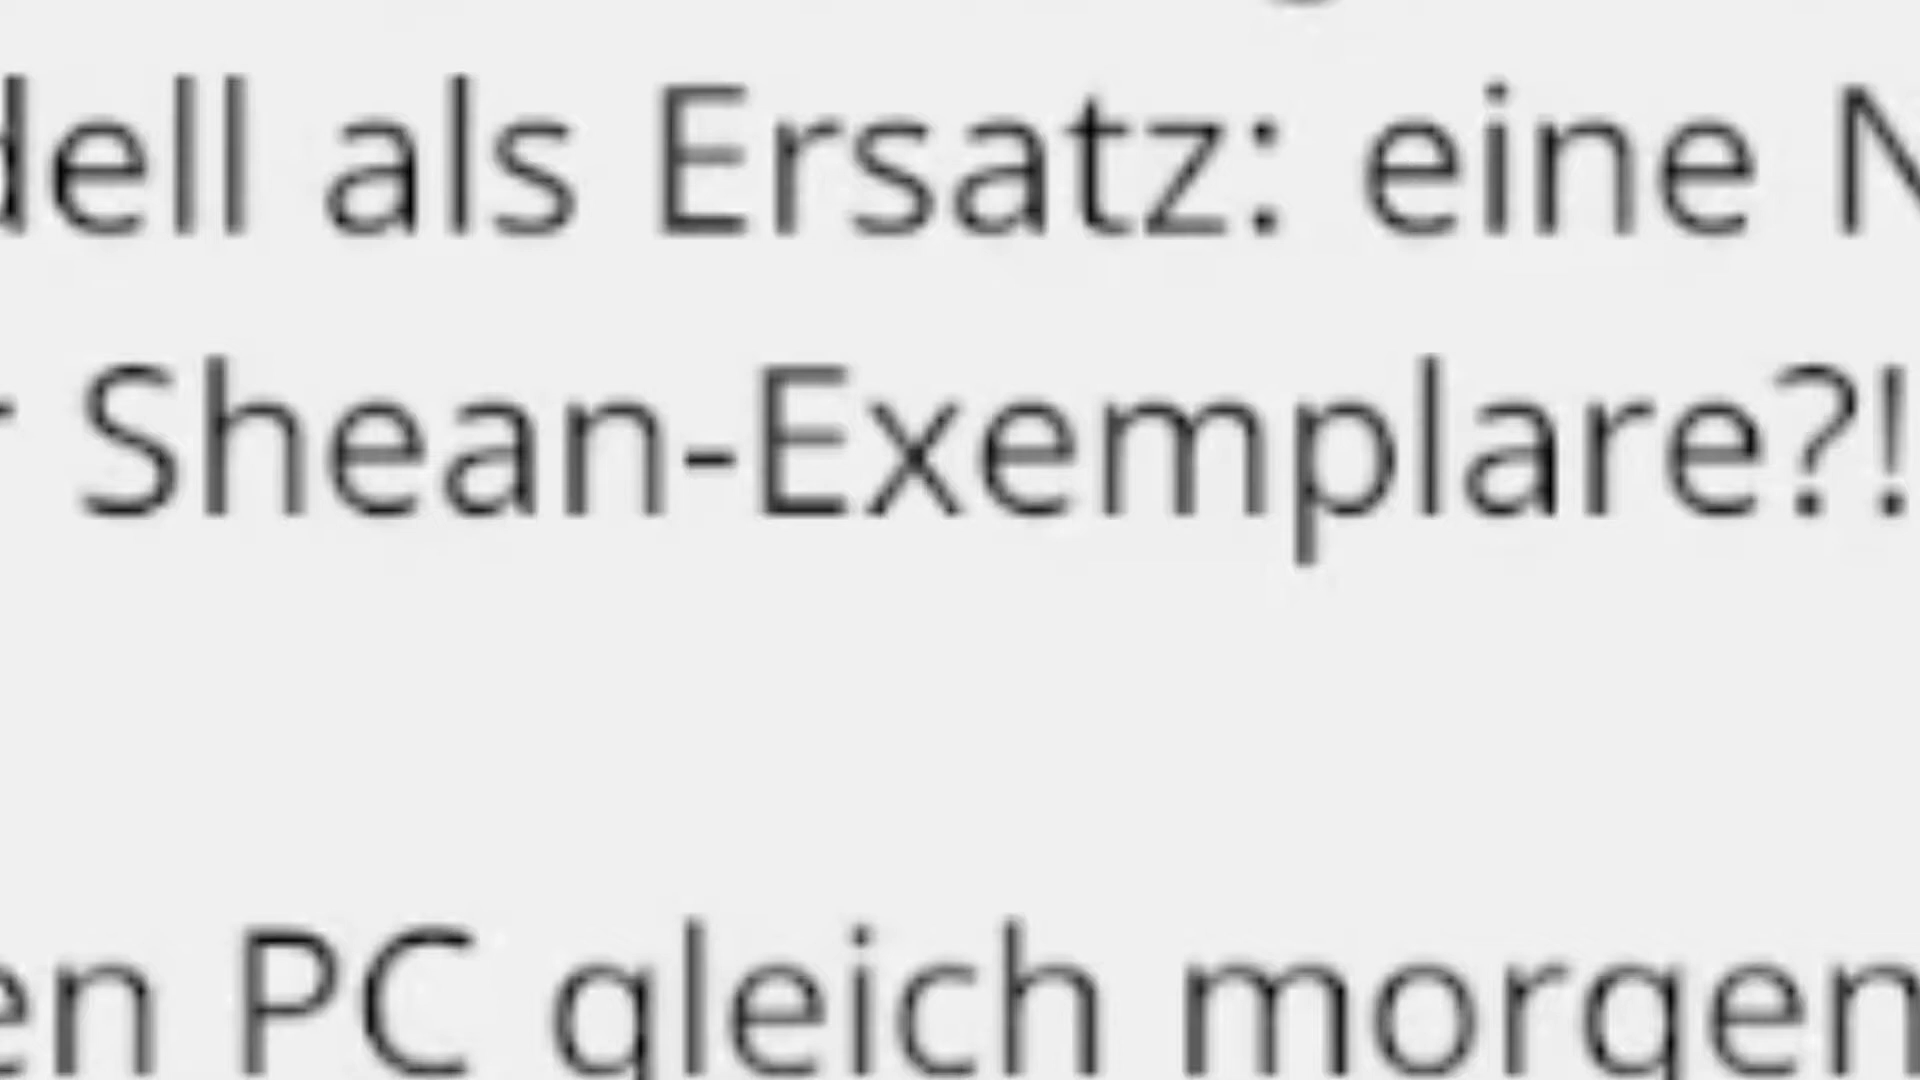 dell als Ersatz: eine N
r Shean-Exemplare?!
en PC gleich morgen